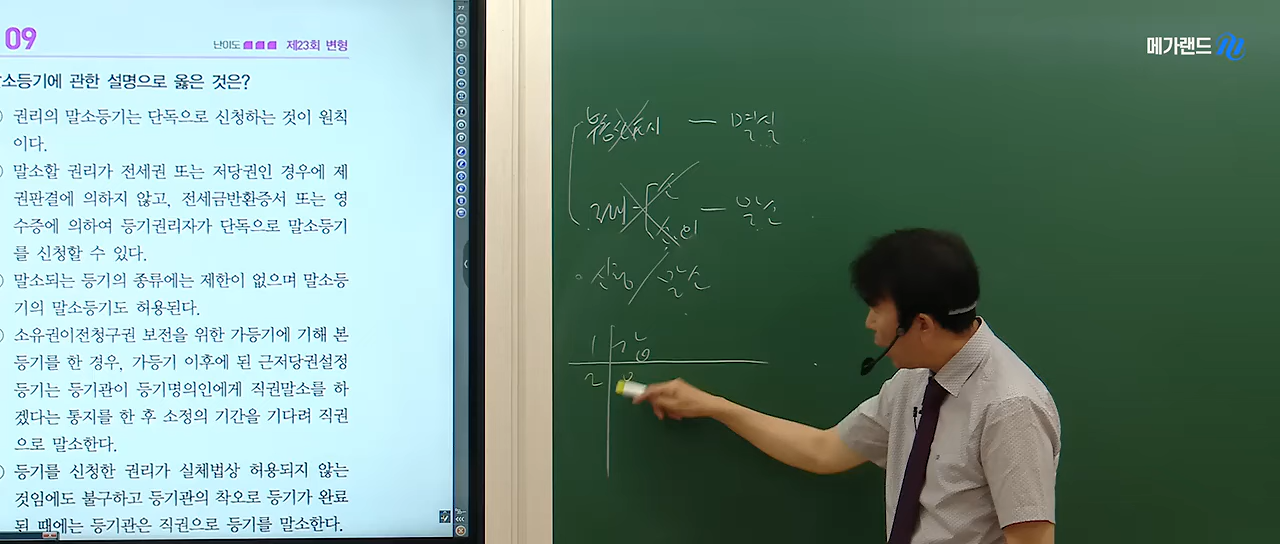 09
난이도 제23회 변형
말소등기에 관한 설명으로 옳은 것은?
권리의 말소등기는 단독으로 신청하는 것이 원칙
이다.
말소할 권리가 전세권 또는 저당권인 경우에 제
권판결에 의하지 않고, 전세금반환증서 또는 영
수증에 의하여 등기권리자가 단독으로 말소등기
를 신청할 수 있다.
말소되는 등기의 종류에는 제한이 없으며 말소등
기의 말소등기도 허용된다.
소유권이전청구권 보전을 위한 가등기에 기해 본
등기를 한 경우, 가등기 이후에 된 근저당권설정
등기는 등기관이 등기명의인에게 직권말소를 하
겠다는 통지를 한 후 소정의 기간을 기다려 직권
으로 말소한다.
등기를 신청한 권리가 실체법상 허용되지 않는
것임에도 불구하고 등기관의 착오로 등기가 완료
된 때에는 등기관은 직권으로 등기를 말소한다.
메가랜드
멸실
1
2